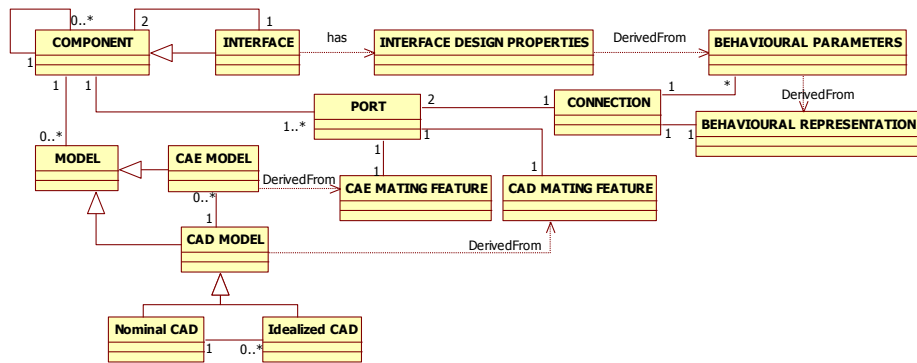 0..*
2
1
COMPONENT
INTERFACE
has
INTERFACE DESIGN PROPERTIES
DerivedFrom
BEHAVIOURAL PARAMETERS
1
1
1
1
*
DerivedFrom
PORT
2
1
CONNECTION
1..*
1
1
1
BEHAVIOURAL REPRESENTATION
0..*
1
1
MODEL
CAE MODEL
DerivedFrom
1
1
CAE MATING FEATURE
CAD MATING FEATURE
0..*
1
CAD MODEL
DerivedFrom
Nominal CAD
Idealized CAD
1
0..*